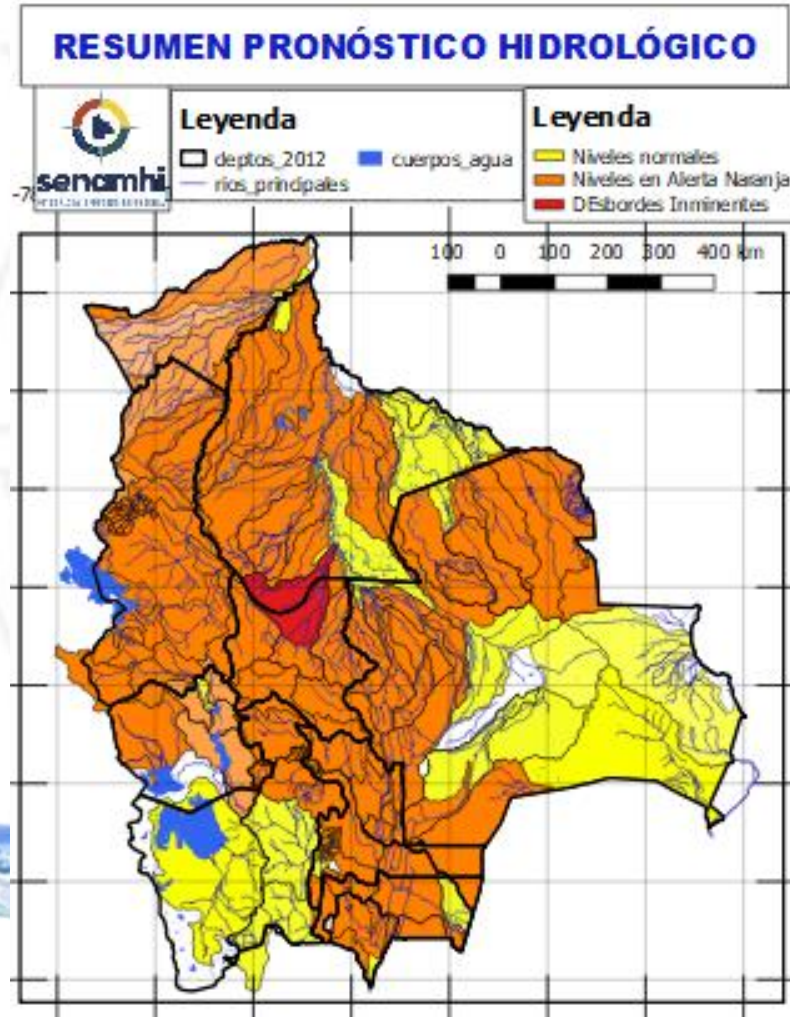 RESUMEN PRONÓSTICO HIDROLÓGICO
senamhi
Leyenda
deptos_2012
cuerpos_agua
rios_principales
Leyenda
Niveles normales
Niveles en Alerta Naranja
DEsbordes Inminentes
100 0 100 200 300 400 km